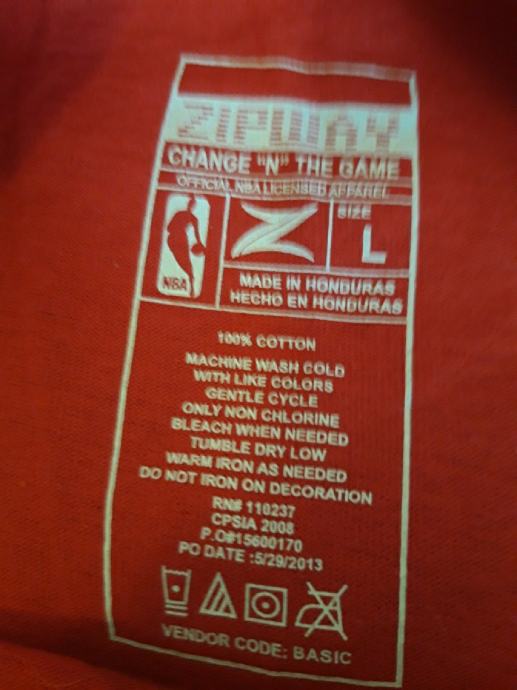 CHANGE "N" THE GAME
OFFICIAL NBA LICENSED APPAREL
NBA
SIZE
L
MADE IN HONDURAS
HECHO EN HONDURAS
100% COTTON
MACHINE WASH COLD
WITH LIKE COLORS
GENTLE CYCLE
ONLY NON CHLORINE
BLEACH WHEN NEEDED
TUMBLE DRY LOW
WARM IRON AS NEEDED
DO NOT IRON ON DECORATION
RN# 110237
CPSIA 2008
P.O#15600170
PO DATE :5/29/2013
VENDOR CODE: BASIC